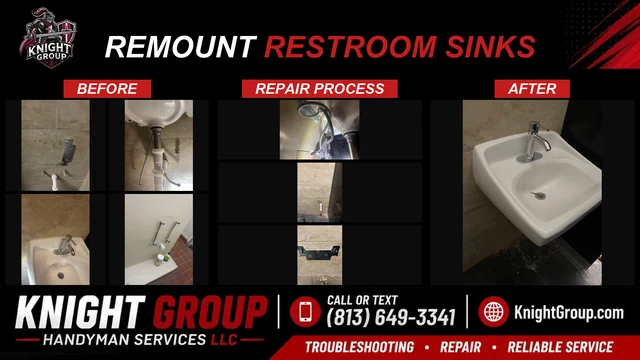 KNIGHT
GROUP
REMOUNT RESTROOM SINKS
BEFORE
REPAIR PROCESS
AFTER
KNIGHT GROUP
HANDYMAN SERVICES LLC
CALL OR TEXT
(813) 649-3341
KnightGroup.com
TROUBLESHOOTING • REPAIR • RELIABLE SERVICE